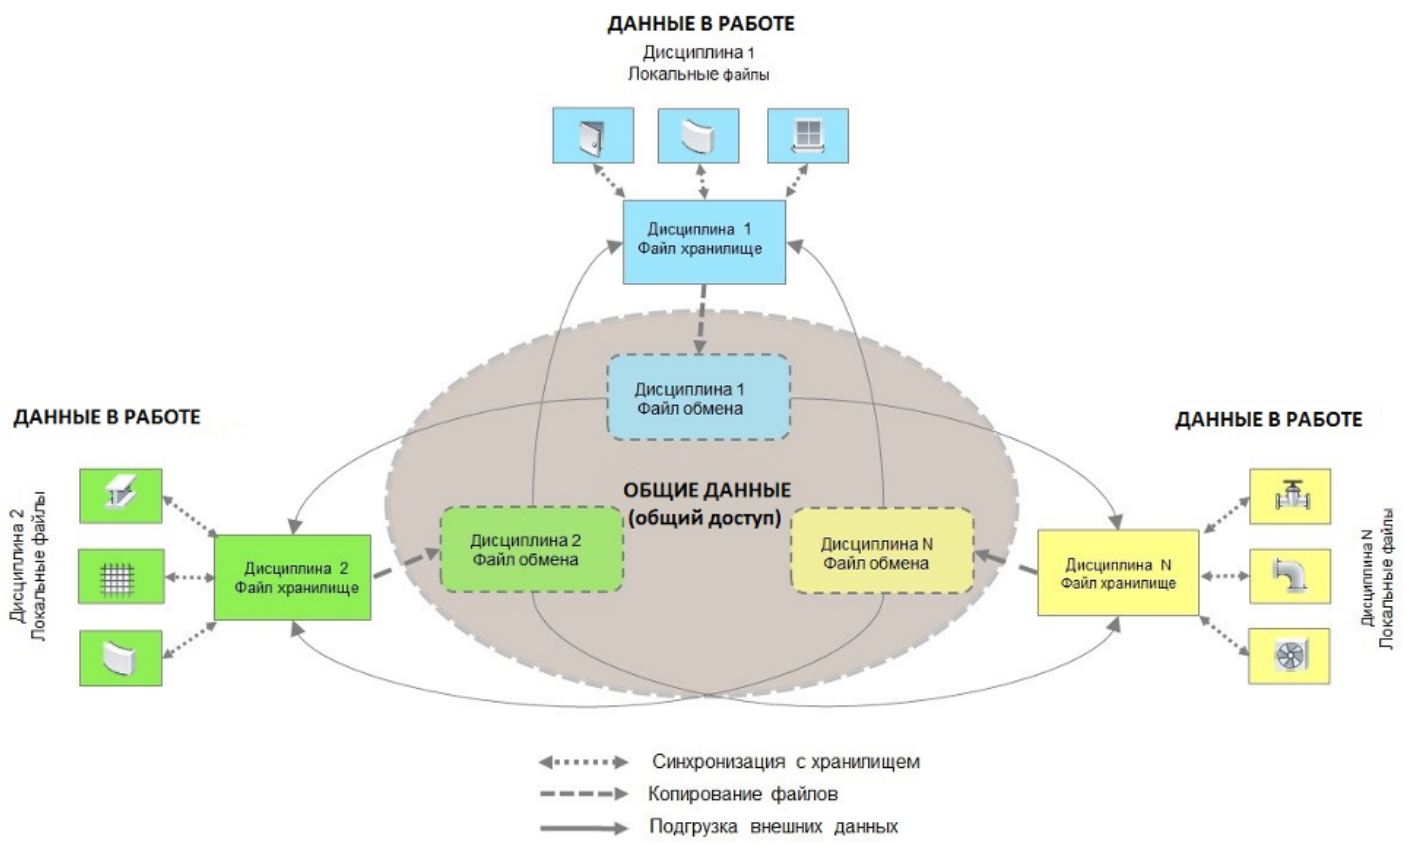 ДАННЫЕ В РАБОТЕ
Дисциплина 1
Локальные файлы
Дисциплина 1
Файл хранилище
Дисциплина 1
Файл обмена
ДАННЫЕ В РАБОТЕ
ДАННЫЕ В РАБОТЕ
Дисциплина 2
Локальные файлы
Дисциплина 2
Файл хранилище
ОБЩИЕ ДАННЫЕ
(общий доступ)
Дисциплина 2
Файл обмена
Дисциплина N
Файл обмена
Дисциплина N
Файл хранилище
Дисциплина N
Локальные файлы
Синхронизация с хранилищем
Копирование файлов
Подгрузка внешних данных